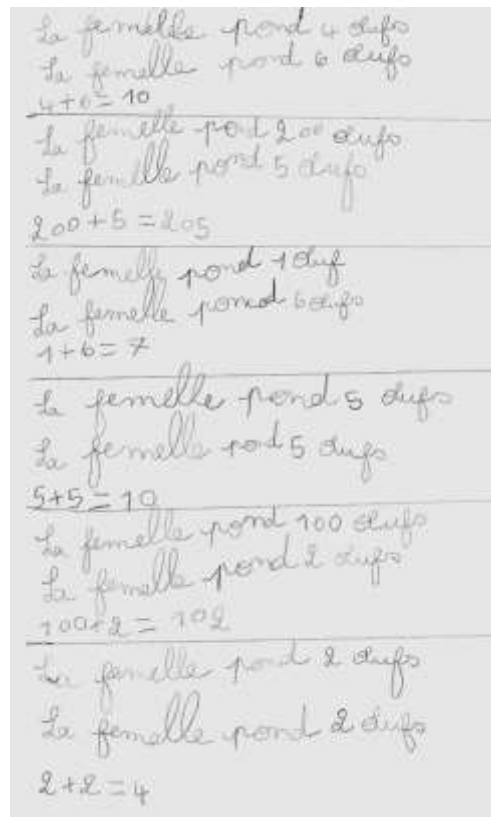 La femelle pond 4 œufs
La femelle pond 6 œufs
4+6=10
La femelle pond 200 œufs
La femelle pond 5 œufs
200+5=205
La femelle pond 1 œuf
La femelle pond 6 œufs
1+6=7
La femelle pond 5 œufs
La femelle pond 5 œufs
5+5=10
La femelle pond 100 œufs
La femelle pond 2 œufs
100+2=102
La femelle pond 2 œufs
La femelle pond 2 œufs
2+2=4